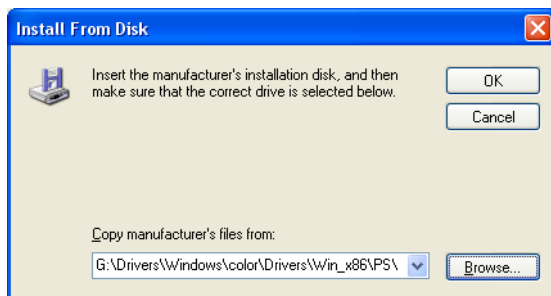 Install From Disk
Insert the manufacturer's installation disk, and then
make sure that the correct drive is selected below.
OK
Cancel
Copy manufacturer's files from:
G:\Drivers\Windows\color\Drivers\Win_x86\PS\
Browse...